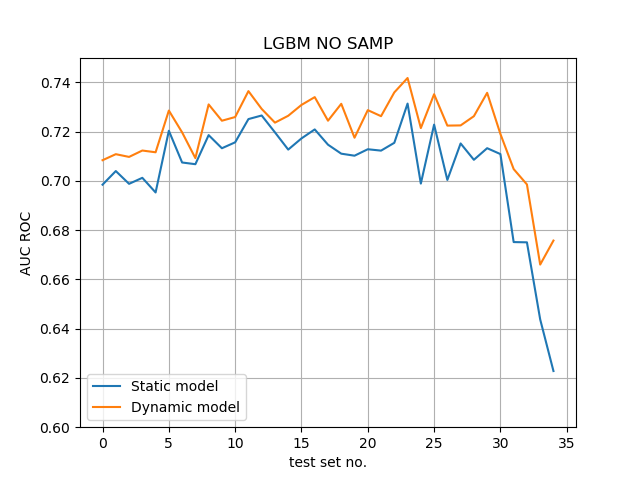 LGBM NO SAMP
0.74
0.72
0.70
0.68
0.66
0.64
0.62
0.60
AUC ROC
Static model
Dynamic model
0 5 10 15 20 25 30 35
test set no.